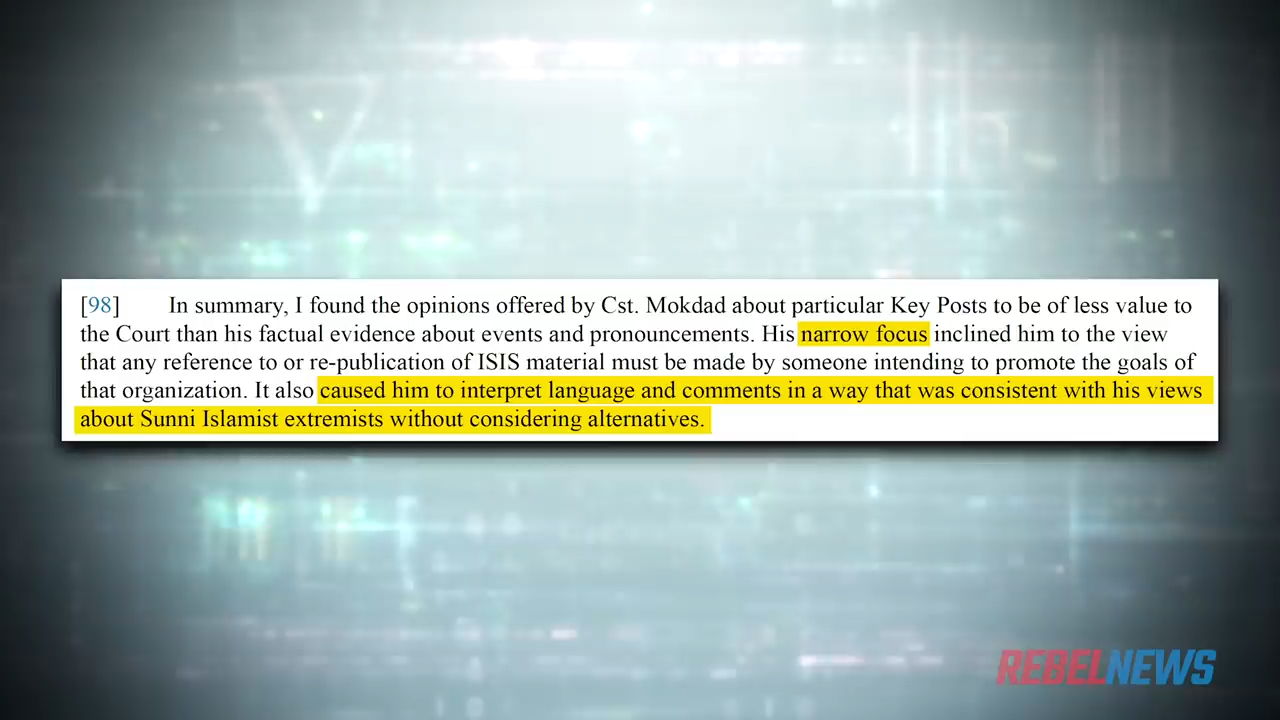 [98] In summary, I found the opinions offered by Cst. Mokdad about particular Key Posts to be of less value to
the Court than his factual evidence about events and pronouncements. His narrow focus inclined him to the view
that any reference to or re-publication of ISIS material must be made by someone intending to promote the goals of
that organization. It also caused him to interpret language and comments in a way that was consistent with his views
about Sunni Islamist extremists without considering alternatives.
REBELNEWS